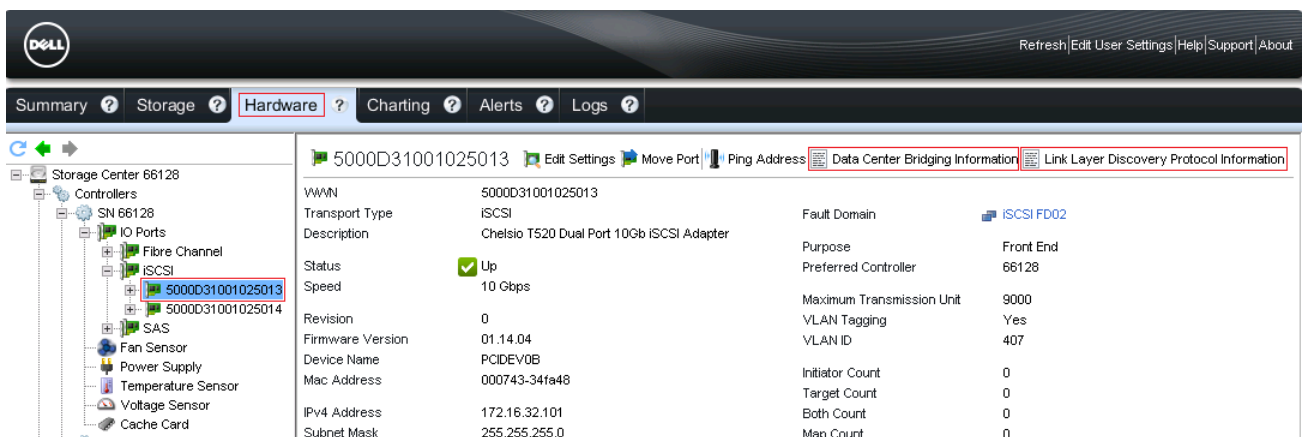 DELL
Refresh|Edit User Settings|Help|Support|About
Summary ? Storage ? Hardware ? Charting ? Alerts ? Logs ?
Storage Center 66128
Controllers
SN 66128
IO Ports
Fibre Channel
iSCSI
5000D31001025013
5000D31001025014
SAS
Fan Sensor
Power Supply
Temperature Sensor
Voltage Sensor
Cache Card
5000D31001025013 Edit Settings Move Port Ping Address Data Center Bridging Information Link Layer Discovery Protocol Information
WWN 5000D31001025013
Transport Type iSCSI
Description Chelsio T520 Dual Port 10Gb iSCSI Adapter
Status Up
Speed 10 Gbps
Revision 0
Firmware Version 01.14.04
Device Name PCIDEV0B
Mac Address 000743-34fa48
IPv4 Address 172.16.32.101
Subnet Mask 255.255.255.0
Fault Domain iSCSI FD02
Purpose Front End
Preferred Controller 66128
Maximum Transmission Unit 9000
VLAN Tagging Yes
VLAN ID 407
Initiator Count 0
Target Count 0
Both Count 0
Map Count 0